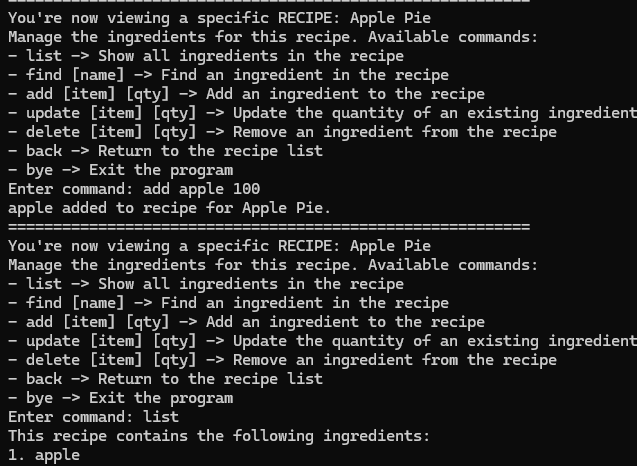 ==========================================================
You're now viewing a specific RECIPE: Apple Pie
Manage the ingredients for this recipe. Available commands:
- list -> Show all ingredients in the recipe
- find [name] -> Find an ingredient in the recipe
- add [item] [qty] -> Add an ingredient to the recipe
- update [item] [qty] -> Update the quantity of an existing ingredient
- delete [item] [qty] -> Remove an ingredient from the recipe
- back -> Return to the recipe list
- bye -> Exit the program
Enter command: add apple 100
apple added to recipe for Apple Pie.
==========================================================
You're now viewing a specific RECIPE: Apple Pie
Manage the ingredients for this recipe. Available commands:
- list -> Show all ingredients in the recipe
- find [name] -> Find an ingredient in the recipe
- add [item] [qty] -> Add an ingredient to the recipe
- update [item] [qty] -> Update the quantity of an existing ingredient
- delete [item] [qty] -> Remove an ingredient from the recipe
- back -> Return to the recipe list
- bye -> Exit the program
Enter command: list
This recipe contains the following ingredients:
1. apple